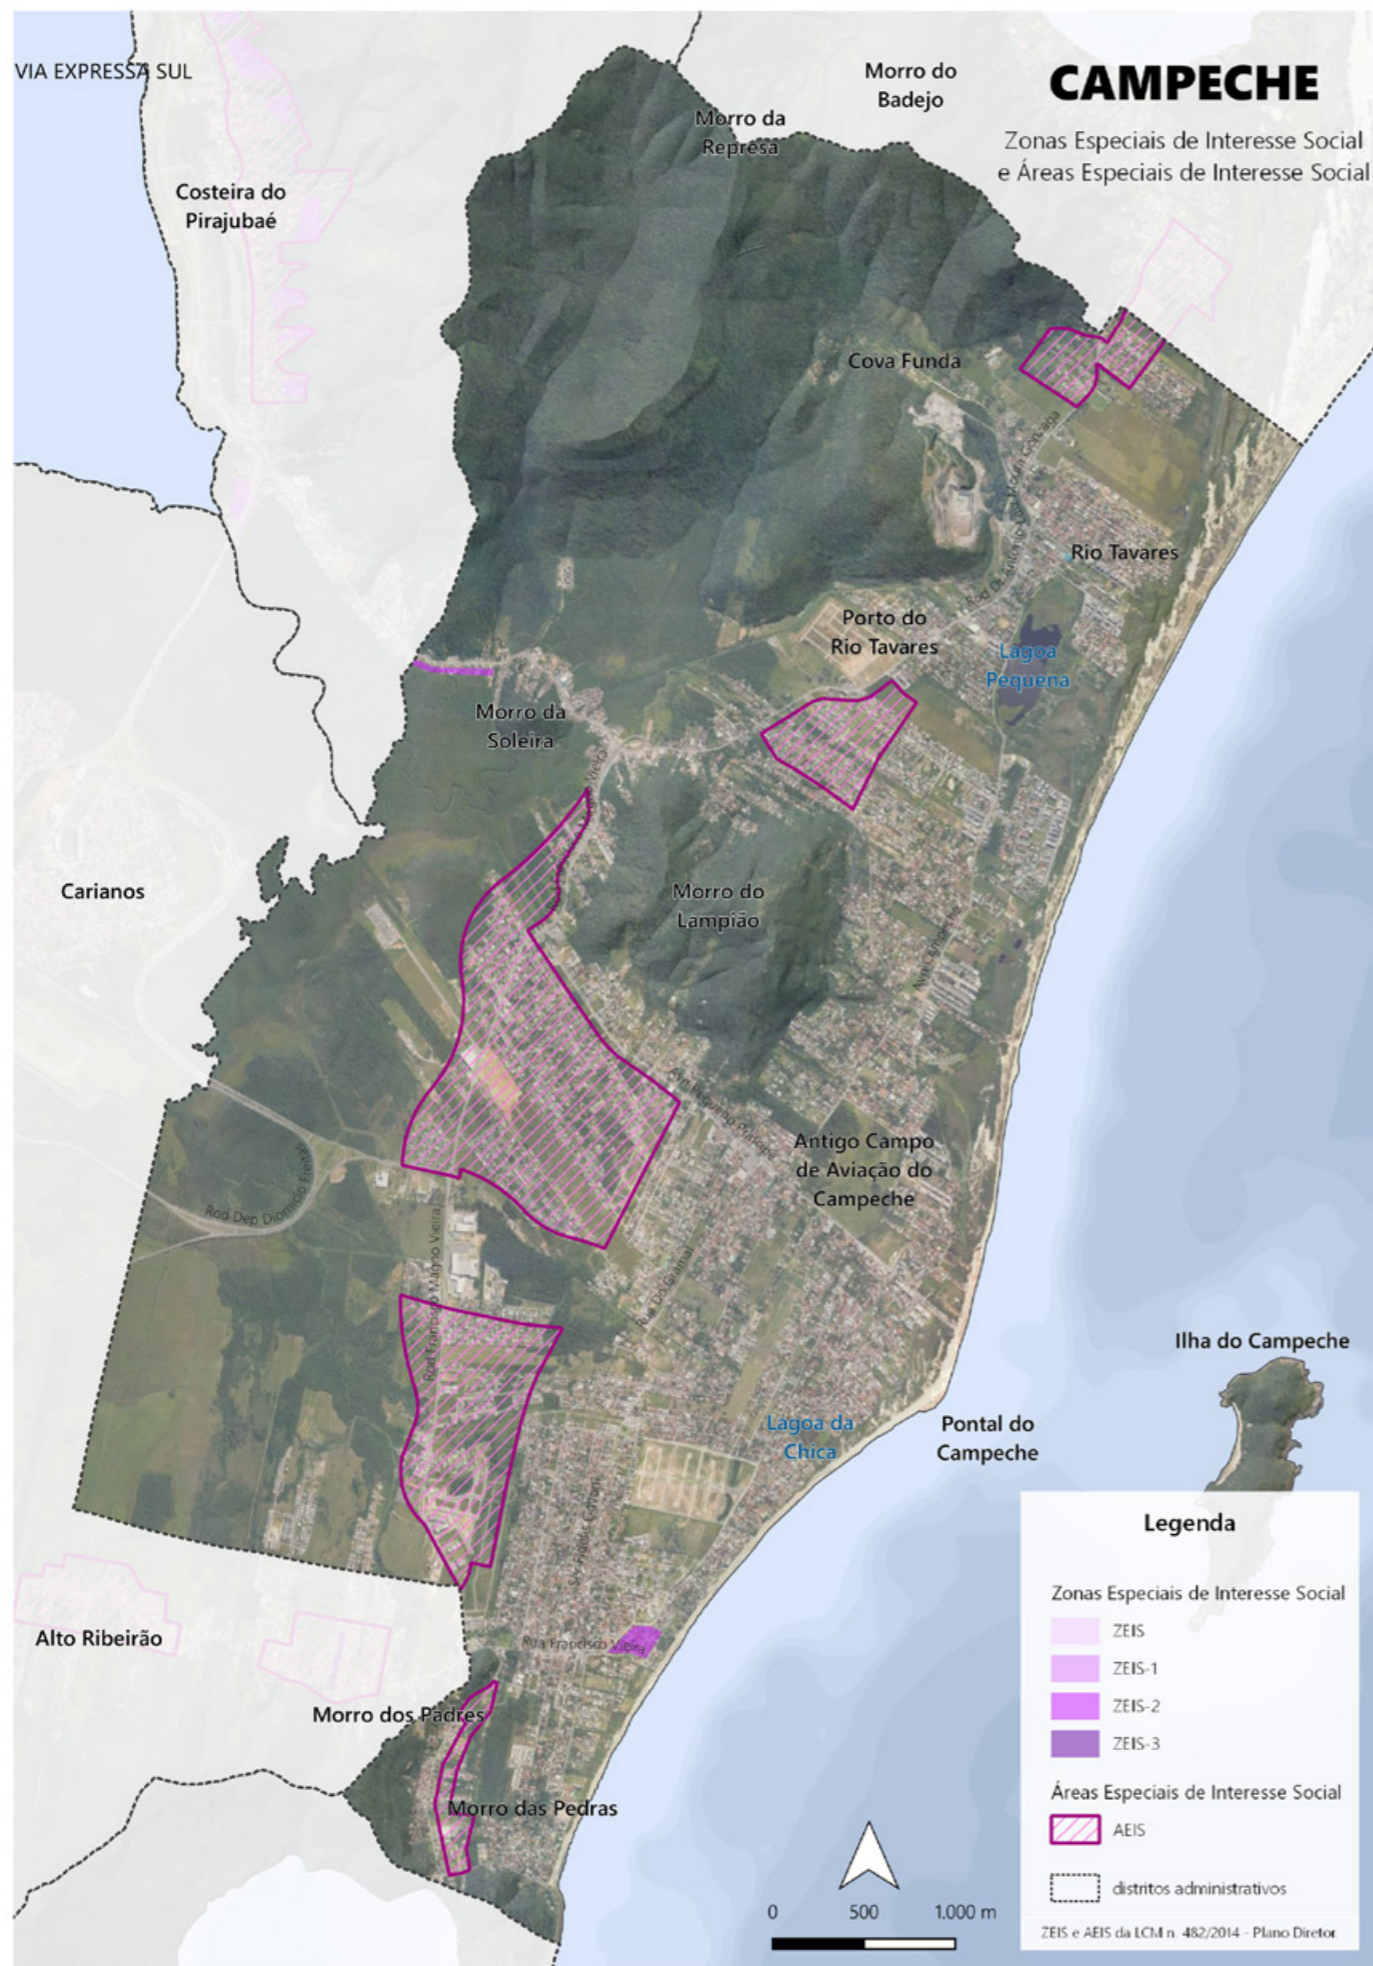 CAMPECHE
Zonas Especiais de Interesse Social
e Áreas Especiais de Interesse Social
VIA EXPRESSA SUL
Morro do
Badejo
Morro da
Represa
Costeira do
Pirajubaé
Cova Funda
Rio Tavares
Porto do
Rio Tavares
Lagoa
Pequena
Morro da
Soleira
Carianos
Morro do
Lampião
Avn Campeche
Avn Pequeno Príncipe
Antigo Campo
de Aviação do
Campeche
Rod Dep Diomício Freitas
Rod Francisco Magno Vieira
Rua Do Gramal
Ilha do Campeche
Lagoa da
Chica
Pontal do
Campeche
Rua Francisco Vieira
Alto Ribeirão
Morro dos Padres
Morro das Pedras
Legenda
Zonas Especiais de Interesse Social
ZEIS
ZEIS-1
ZEIS-2
ZEIS-3
Áreas Especiais de Interesse Social
AEIS
distritos administrativos
ZEIS e AEIS da LCM n. 482/2014 - Plano Diretor.
0 500 1.000 m